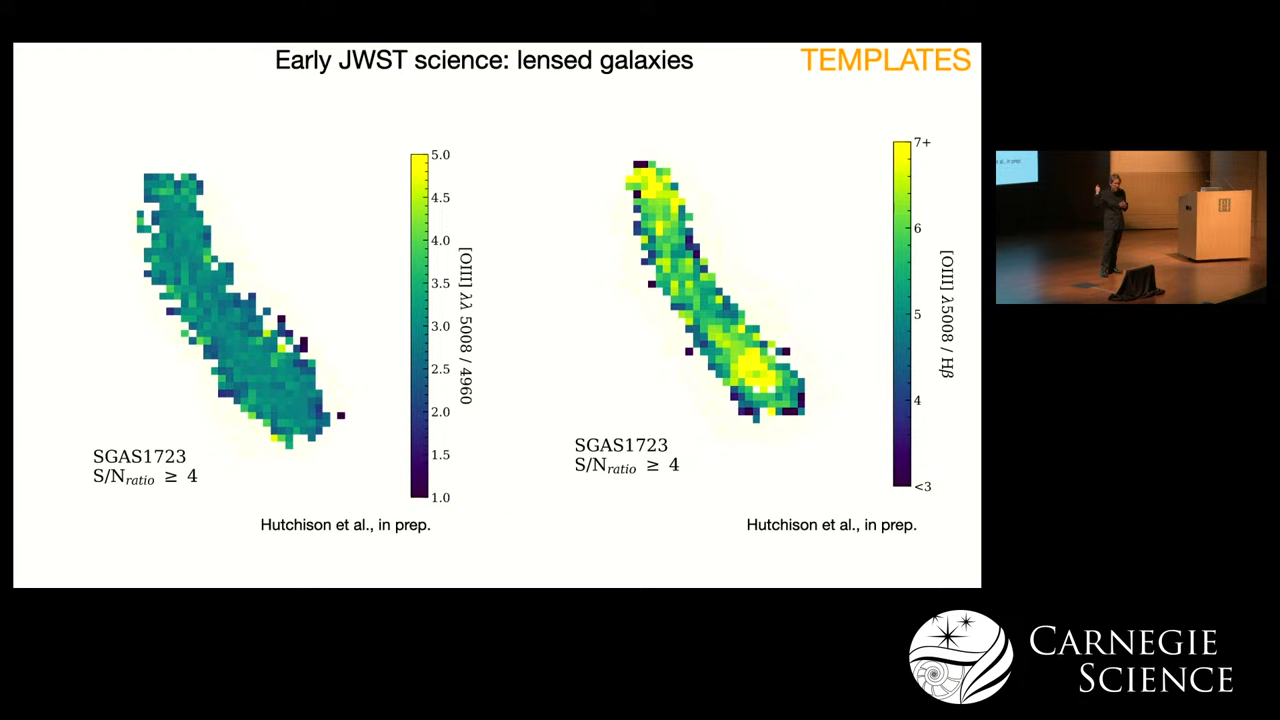 Early JWST science: lensed galaxies
TEMPLATES
5.0
4.5
4.0
3.5
3.0
2.5
2.0
1.5
1.0
[OIII] λλ 5008 / 4960
SGAS1723
S/Nratio ≥ 4
Hutchison et al., in prep.
7+
6
5
4
<3
[OIII] λ5008 / Hβ
SGAS1723
S/Nratio ≥ 4
Hutchison et al., in prep.
CARNEGIE
SCIENCE